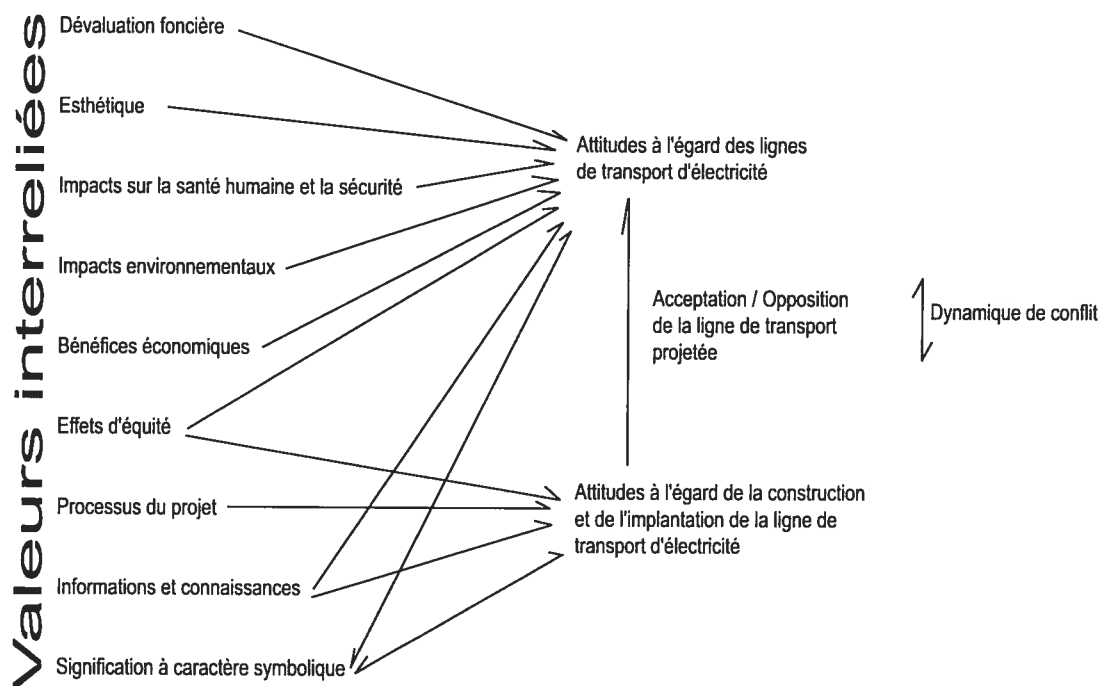 Valeurs interreliées
Dévaluation foncière
Esthétique
Impacts sur la santé humaine et la sécurité
Impacts environnementaux
Bénéfices économiques
Effets d'équité
Processus du projet
Informations et connaissances
Signification à caractère symbolique
Attitudes à l'égard des lignes
de transport d'électricité
Acceptation / Opposition
de la ligne de transport
projetée
Dynamique de conflit
Attitudes à l'égard de la construction
et de l'implantation de la ligne de
transport d'électricité